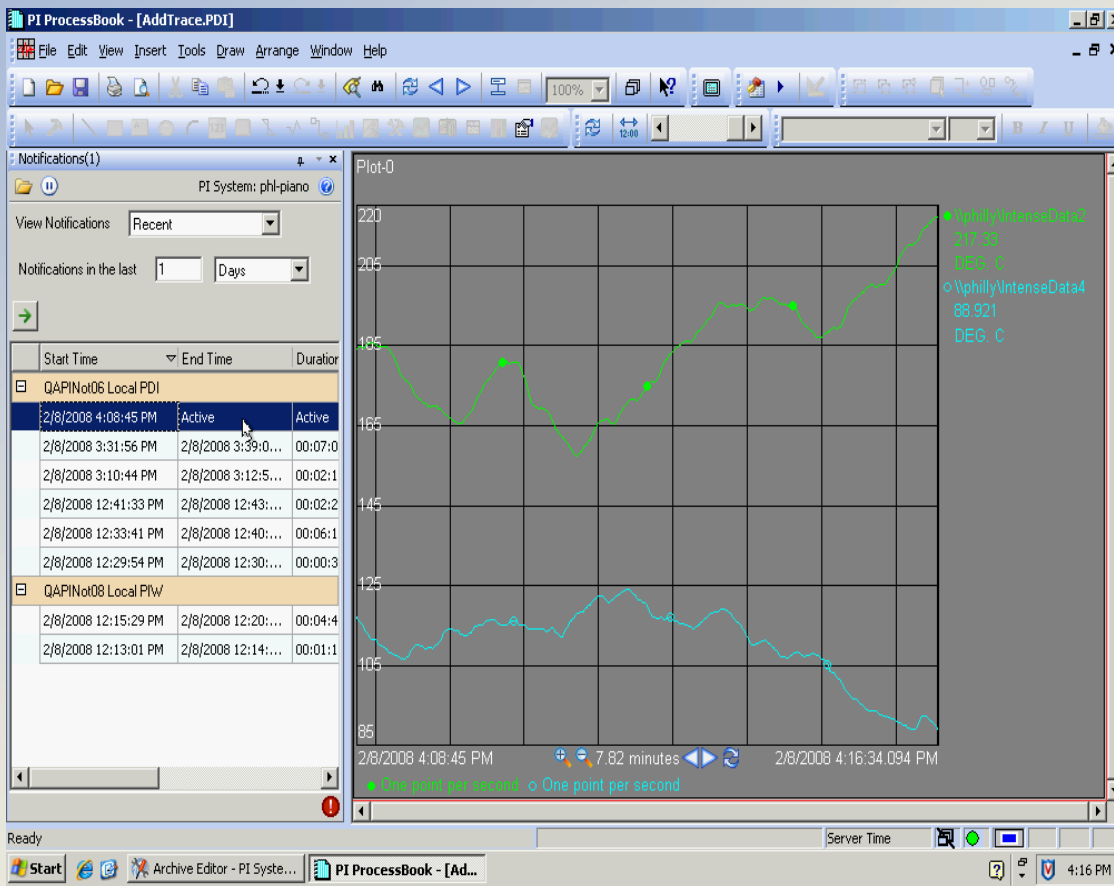 PI ProcessBook - [AddTrace.PDI]
File Edit View Insert Tools Draw Arrange Window Help
100%
123
12:00
B I U
Notifications(1)
PI System: phl-piano
View Notifications Recent
Notifications in the last 1 Days
Start Time End Time Duration
QAPINot06 Local PDI
2/8/2008 4:08:45 PM Active Active
2/8/2008 3:31:56 PM 2/8/2008 3:39:0... 00:07:0
2/8/2008 3:10:44 PM 2/8/2008 3:12:5... 00:02:1
2/8/2008 12:41:33 PM 2/8/2008 12:43:... 00:02:2
2/8/2008 12:33:41 PM 2/8/2008 12:40:... 00:06:1
2/8/2008 12:29:54 PM 2/8/2008 12:30:... 00:00:3
QAPINot08 Local PIW
2/8/2008 12:15:29 PM 2/8/2008 12:20:... 00:04:4
2/8/2008 12:13:01 PM 2/8/2008 12:14:... 00:01:1
Plot-0
220
205
185
165
145
125
105
85
\\philly\IntenseData2
217.38
DEG. C
\\philly\IntenseData4
88.921
DEG. C
2/8/2008 4:08:45 PM 7.82 minutes 2/8/2008 4:16:34.094 PM
One point per second One point per second
Ready Server Time
Start Archive Editor - PI Syste... PI ProcessBook - [Ad... 4:16 PM